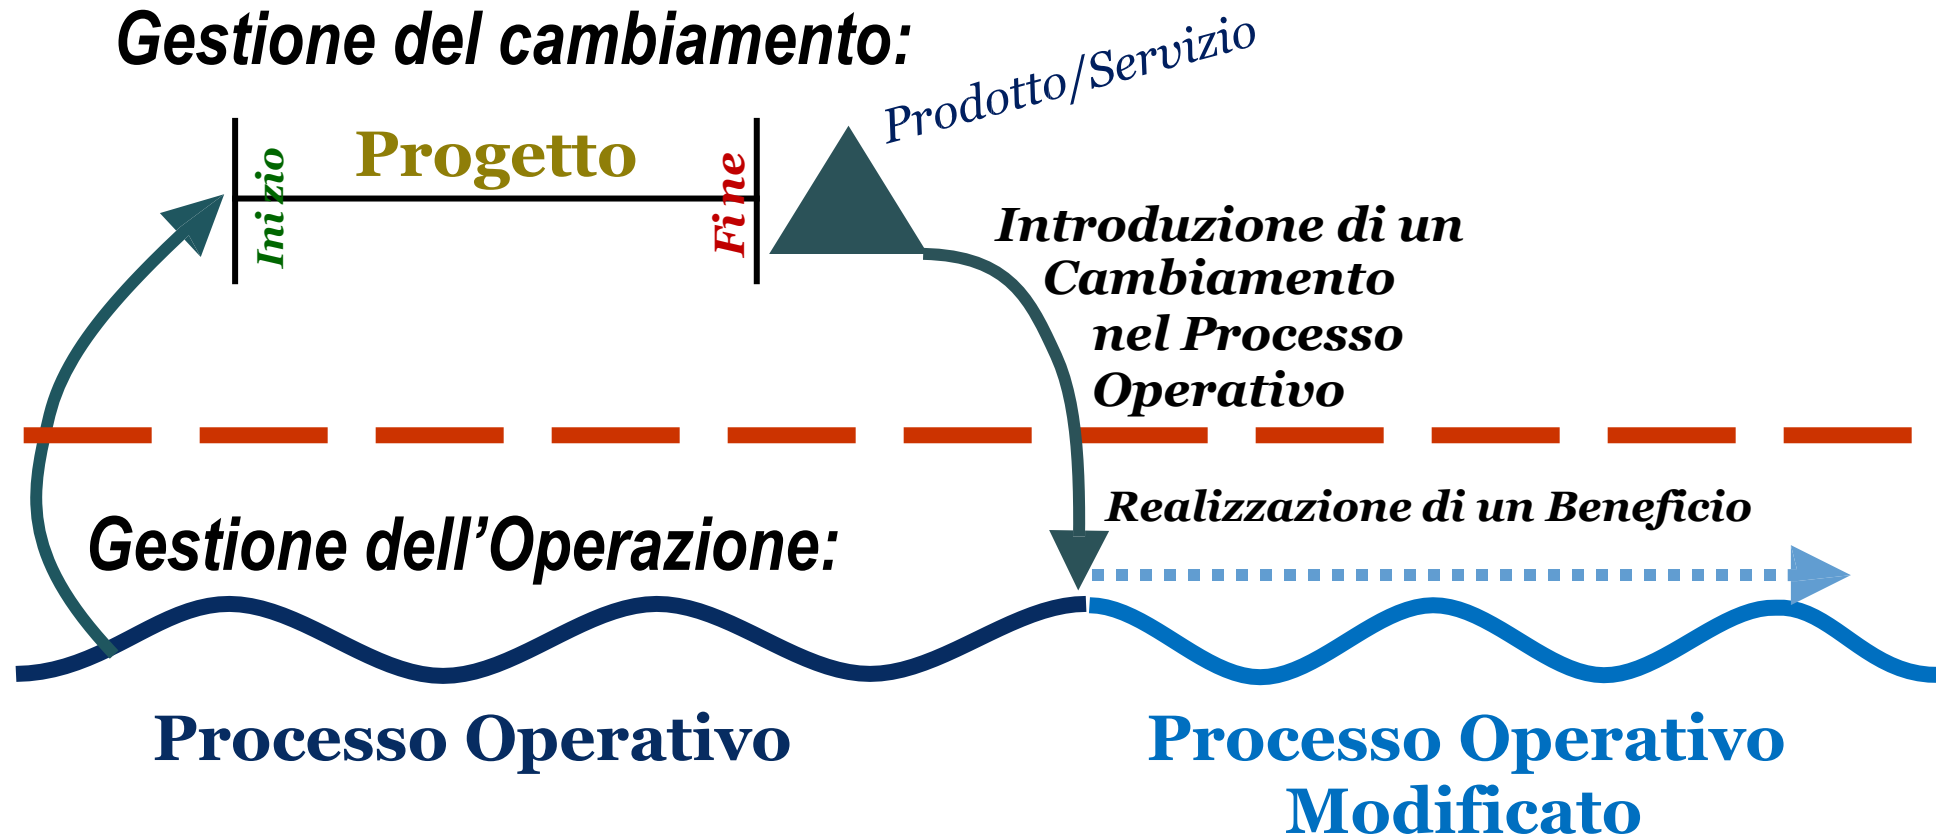 Gestione del cambiamento:
Prodotto/Servizio
Inizio
Progetto
Fine
Introduzione di un
Cambiamento
nel Processo
Operativo
Realizzazione di un Beneficio
Gestione dell’Operazione:
Processo Operativo
Processo Operativo
Modificato